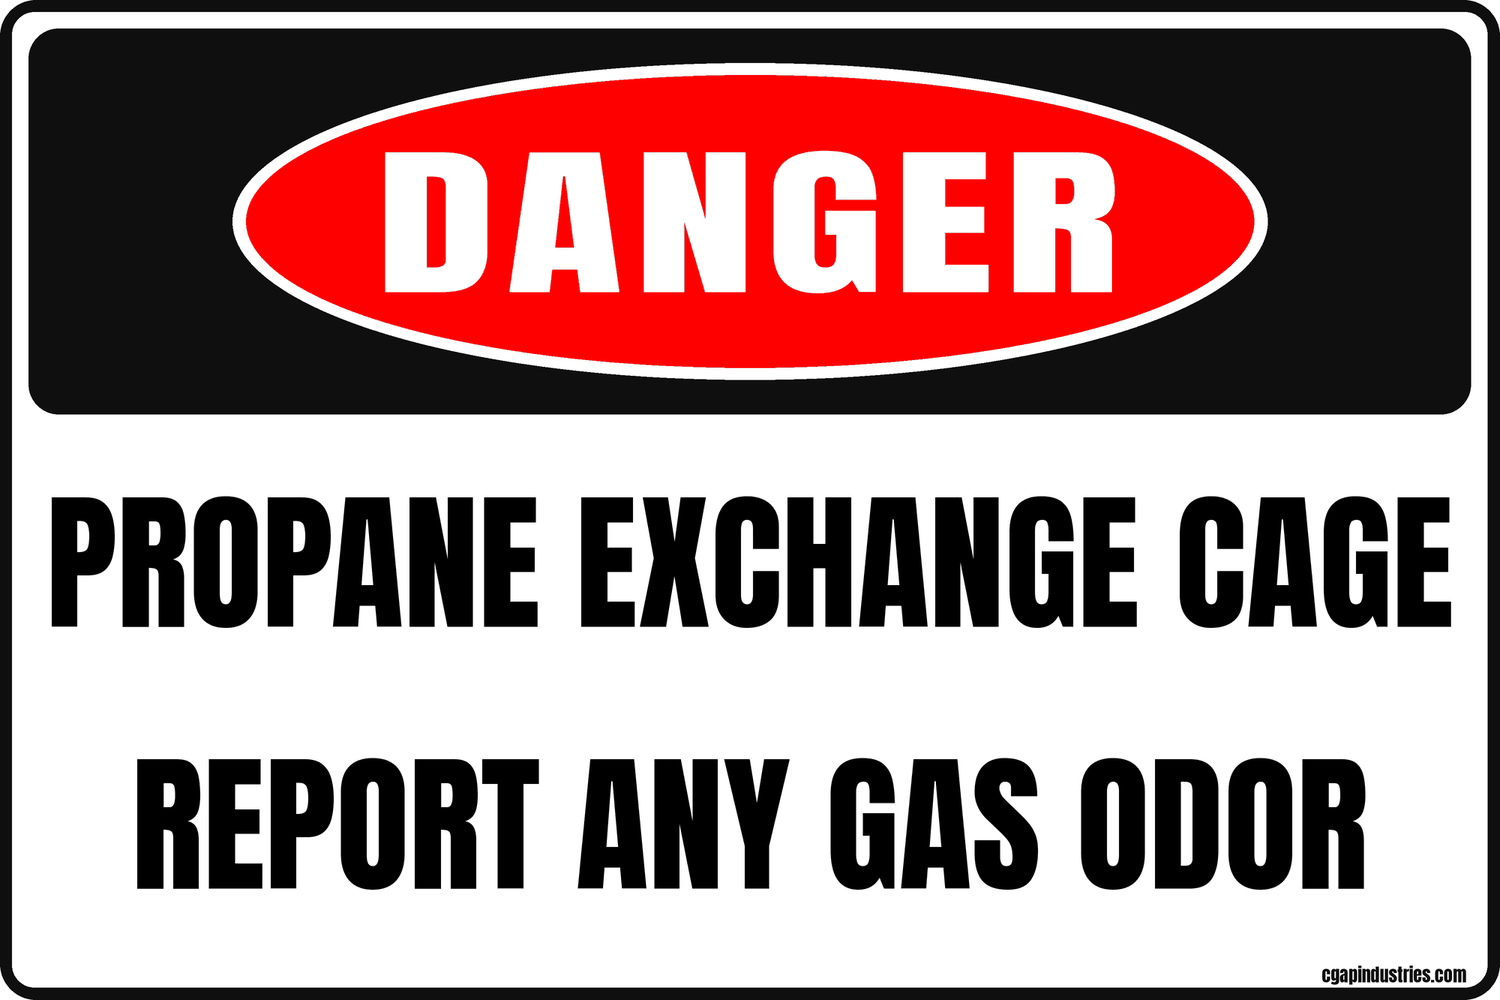 DANGER
PROPANE EXCHANGE CAGE
REPORT ANY GAS ODOR
cgapindustries.com